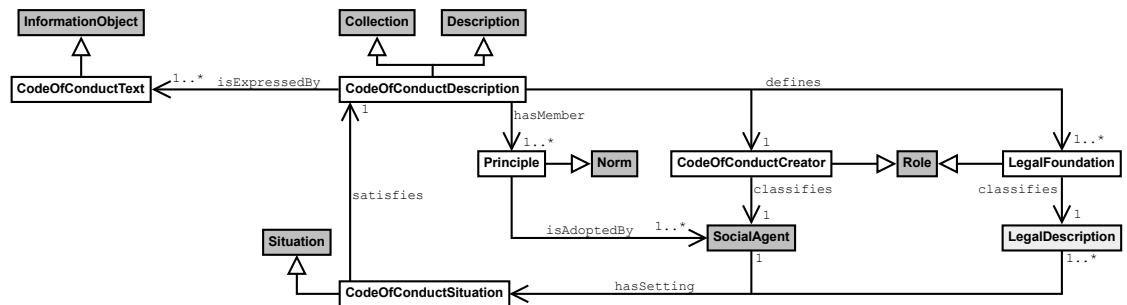 InformationObject
Collection
Description
CodeOfConductText
1..*
isExpressedBy
CodeOfConductDescription
defines
1
hasMember
1..*
1
1..*
Principle
Norm
CodeOfConductCreator
Role
LegalFoundation
satisfies
classifies
classifies
Situation
isAdoptedBy
1..*
1
1
SocialAgent
LegalDescription
1
1..*
CodeOfConductSituation
hasSetting